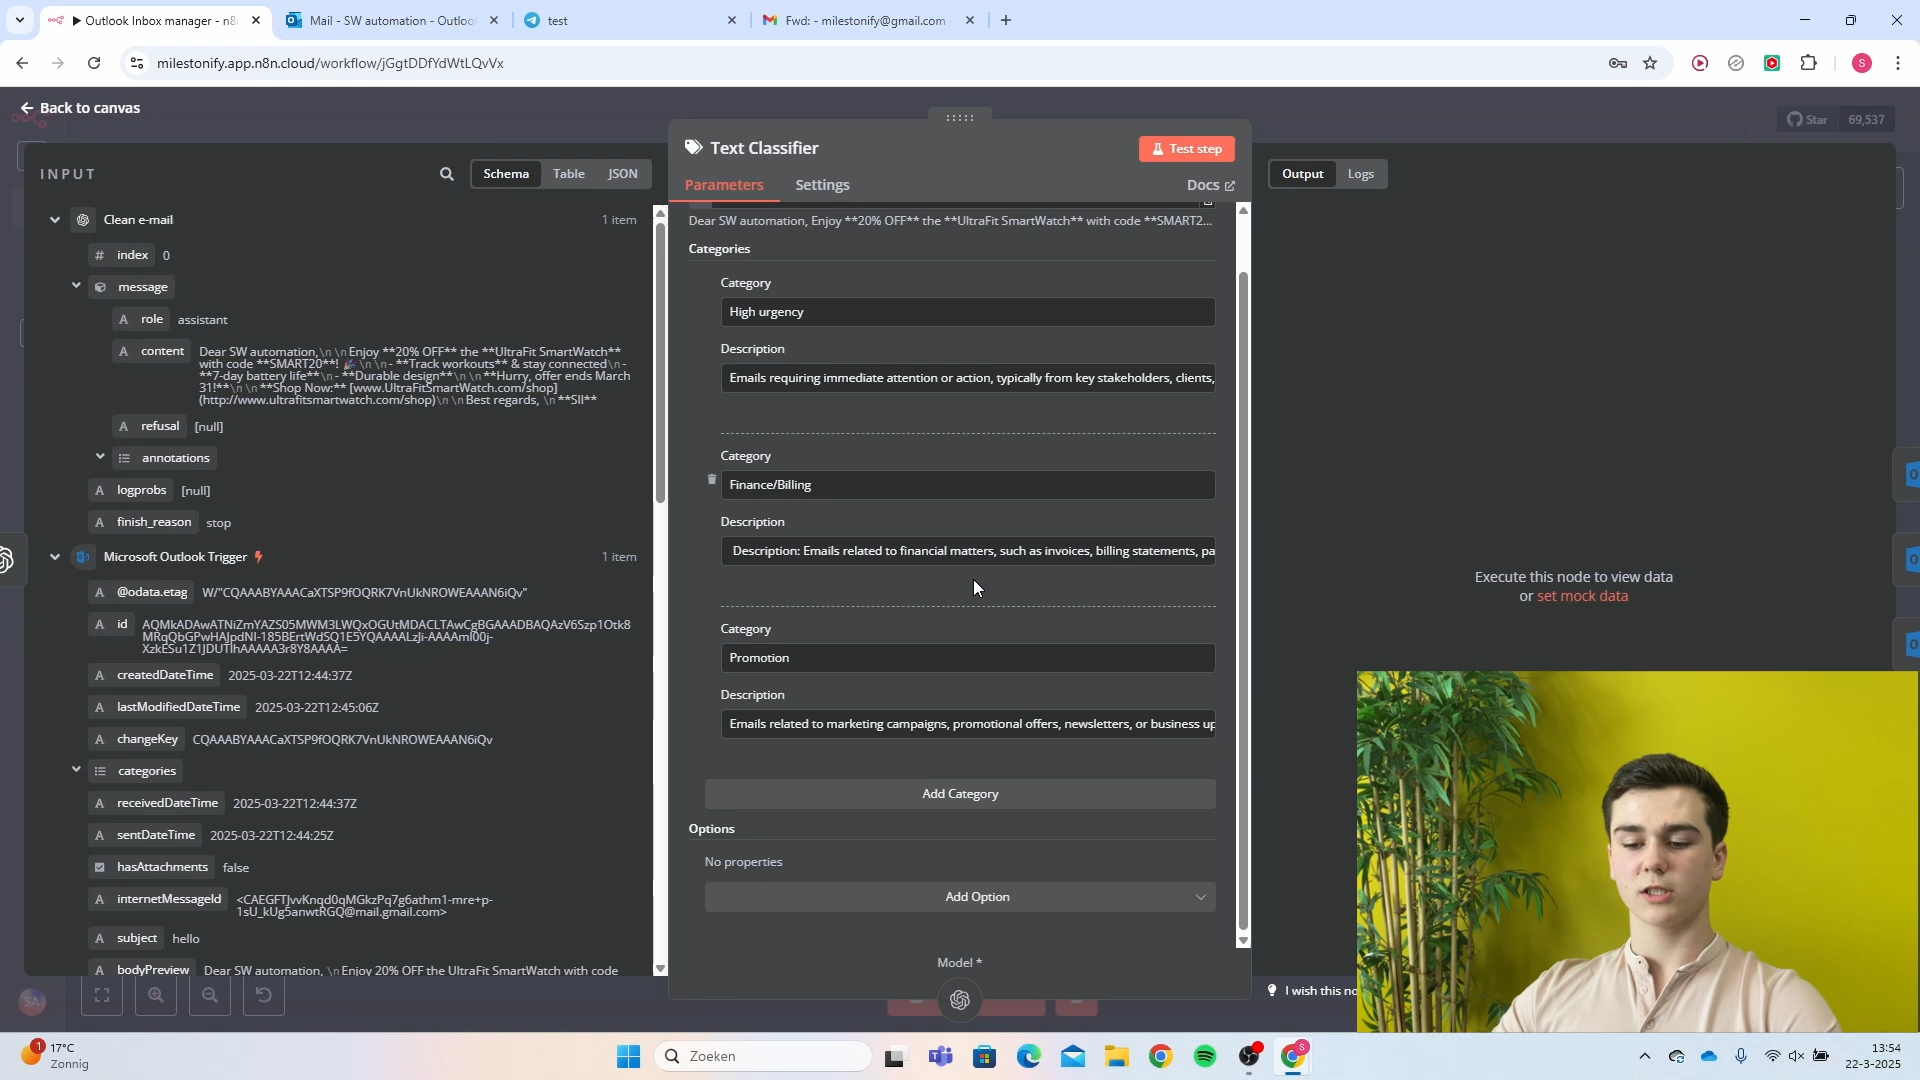 ▶ Outlook Inbox manager - n8
Mail - SW automation - Outloo
test
Fwd: - milestonify@gmail.com
milestonify.app.n8n.cloud/workflow/jGgtDDfYdWtLQvVx
S
Back to canvas
Star 69,537
INPUT
Schema Table JSON
Clean e-mail 1 item
# index 0
message
A role assistant
A content Dear SW automation,\n\nEnjoy **20% OFF** the **UltraFit SmartWatch**
with code **SMART20**! 🎉\n\n- **Track workouts** & stay connected\n-
**7-day battery life**\n- **Durable design**\n\n**Hurry, offer ends March
31!**\n\n**Shop Now:** [www.UltraFitSmartWatch.com/shop]
(http://www.ultrafitsmartwatch.com/shop)\n\nBest regards, \n**Sll**
A refusal [null]
annotations
A logprobs [null]
A finish_reason stop
Microsoft Outlook Trigger 1 item
A @odata.etag W/"CQAAABYAAACaXTSP9fOQRK7VnUkNROWEAAAN6iQv"
A id AQMkADAwATNiZmYAZS05MWM3LWQxOGUtMDACLTAwCgBGAAADBAQAzV6Szp1Otk8
MRqQbGPwHAJpdNI-185BErtWdSQ1E5YQAAAALzJi-AAAAmI00j-
XzkESu1Z1JDUTlhAAAAA3r8Y8AAAA=
A createdDateTime 2025-03-22T12:44:37Z
A lastModifiedDateTime 2025-03-22T12:45:06Z
A changeKey CQAAABYAAACaXTSP9fOQRK7VnUkNROWEAAAN6iQv
categories
A receivedDateTime 2025-03-22T12:44:37Z
A sentDateTime 2025-03-22T12:44:25Z
hasAttachments false
A internetMessageId <CAEGFTJvvKnqd0qMGkzPq7g6athm1-mre+p-
1sU_kUg5anwtRGQ@mail.gmail.com>
A subject hello
A bodyPreview Dear SW automation, \nEnjoy 20% OFF the UltraFit SmartWatch with code
Text Classifier
Test step
Parameters Settings Docs
Dear SW automation, Enjoy **20% OFF** the **UltraFit SmartWatch** with code **SMART2...
Categories
Category
High urgency
Description
Emails requiring immediate attention or action, typically from key stakeholders, clients,
Category
Finance/Billing
Description
Description: Emails related to financial matters, such as invoices, billing statements, pa
Category
Promotion
Description
Emails related to marketing campaigns, promotional offers, newsletters, or business up
Add Category
Options
No properties
Add Option
Model *
Output Logs
Execute this node to view data
or set mock data
I wish this no
SA
1
17°C
Zonnig
Zoeken
S
13:54
22-3-2025